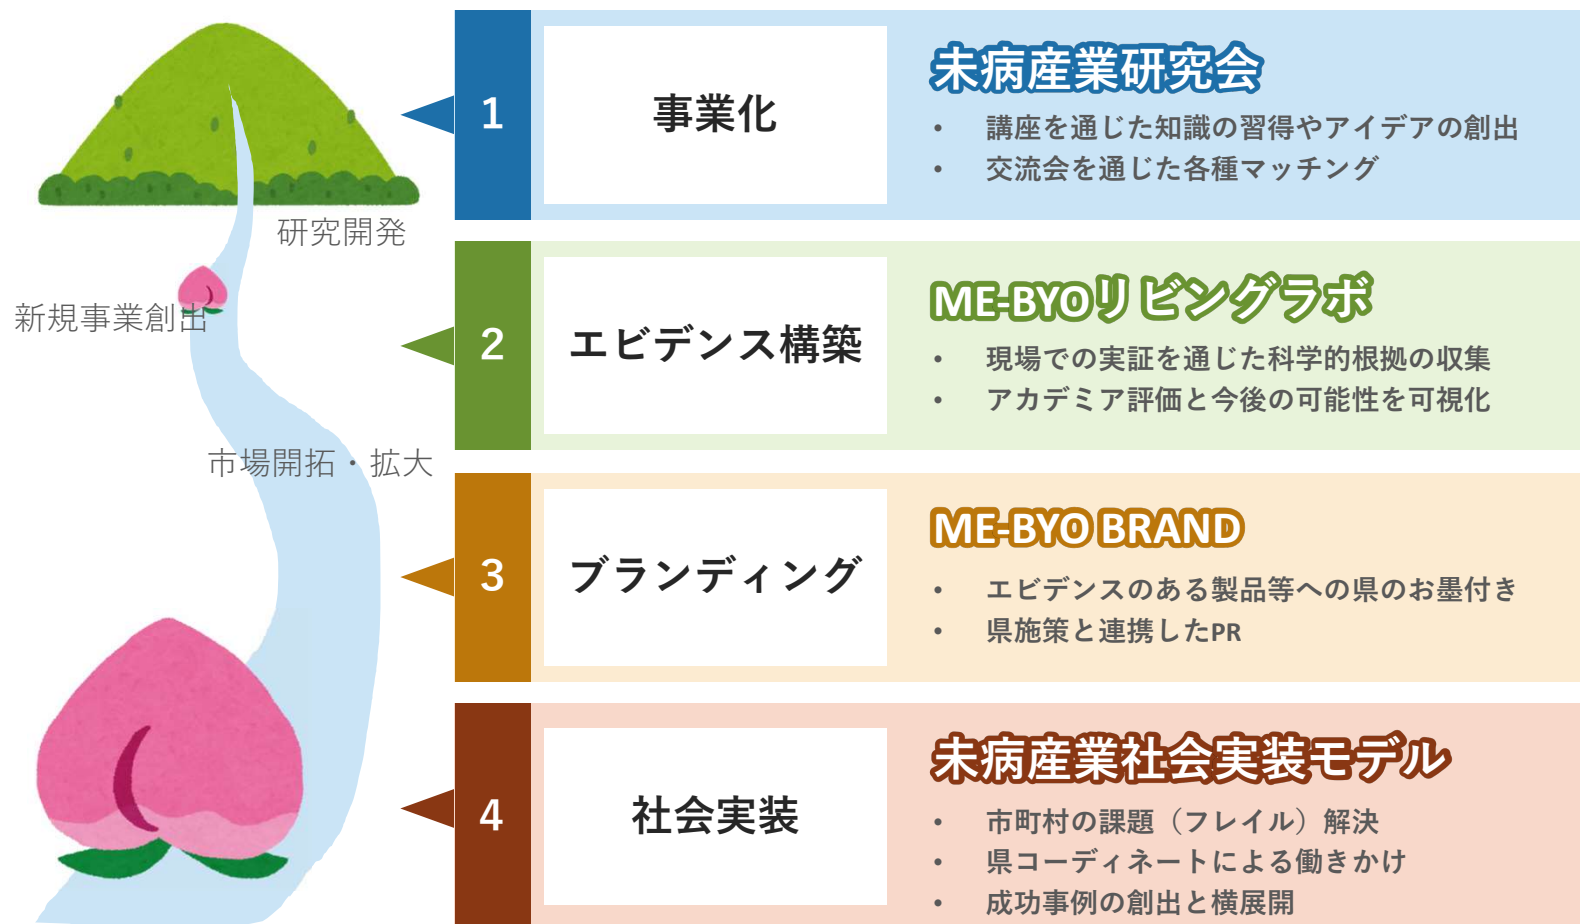 研究開発
新規事業創出
市場開拓・拡大
1
事業化
未病産業研究会
• 講座を通じた知識の習得やアイデアの創出
• 交流会を通じた各種マッチング
2
エビデンス構築
ME-BYOリビングラボ
• 現場での実証を通じた科学的根拠の収集
• アカデミア評価と今後の可能性を可視化
3
ブランディング
ME-BYO BRAND
• エビデンスのある製品等への県のお墨付き
• 県施策と連携したPR
4
社会実装
未病産業社会実装モデル
• 市町村の課題（フレイル）解決
• 県コーディネートによる働きかけ
• 成功事例の創出と横展開